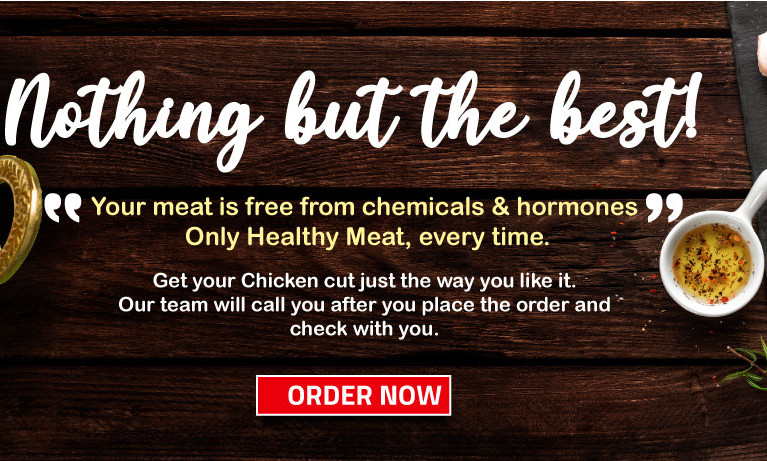 Nothing but the best!
“ Your meat is free from chemicals & hormones ”
Only Healthy Meat, every time.
Get your Chicken cut just the way you like it.
Our team will call you after you place the order and
check with you.
ORDER NOW